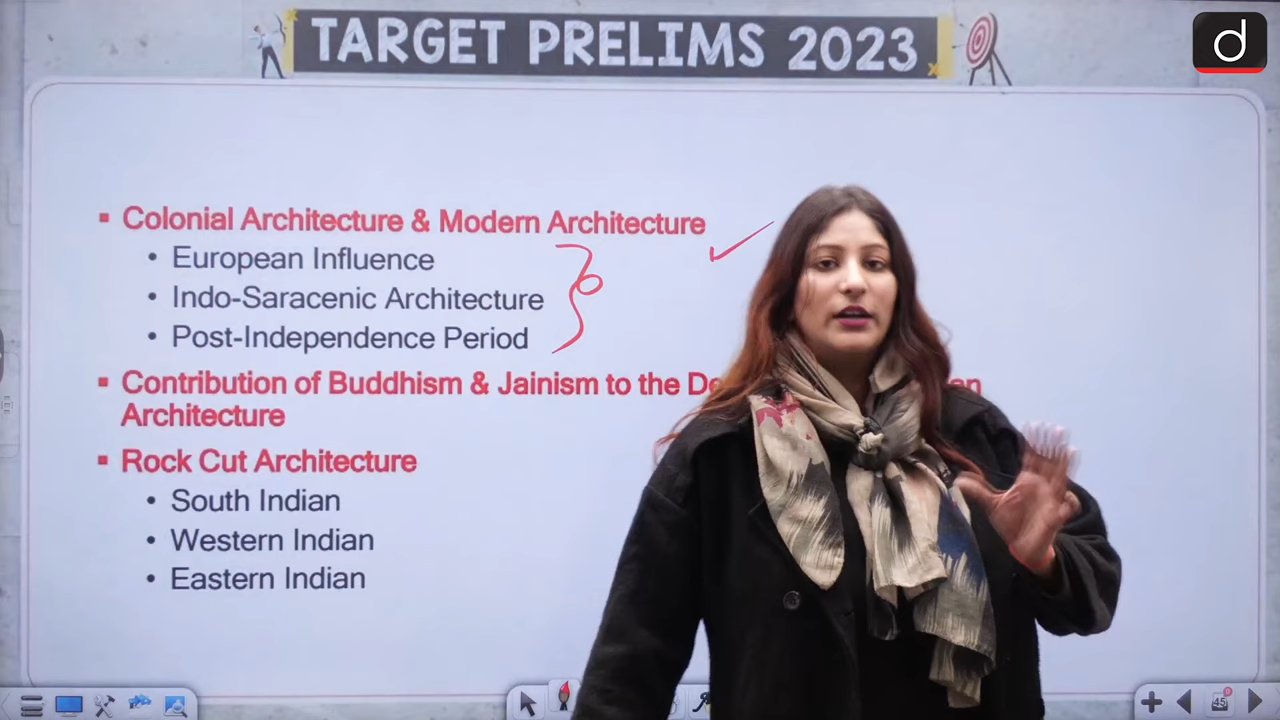 TARGET PRELIMS 2023
d
▪ Colonial Architecture & Modern Architecture
• European Influence
• Indo-Saracenic Architecture
• Post-Independence Period
▪ Contribution of Buddhism & Jainism to the
Architecture
▪ Rock Cut Architecture
• South Indian
• Western Indian
• Eastern Indian
45